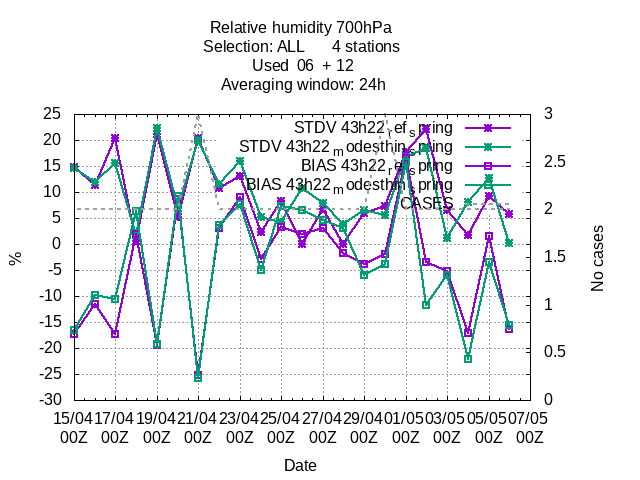 Relative humidity 700hPa
Selection: ALL 4 stations
Used 06 + 12
Averaging window: 24h
STDV 43h22_ref_spring
STDV 43h22_modesthin_spring
BIAS 43h22_ref_spring
BIAS 43h22_modesthin_spring
CASES
25
20
15
10
5
0
-5
-10
-15
-20
-25
-30
%
3
2.5
2
1.5
1
0.5
0
No cases
15/04 17/04 19/04 21/04 23/04 25/04 27/04 29/04 01/05 03/05 05/05 07/05
00Z 00Z 00Z 00Z 00Z 00Z 00Z 00Z 00Z 00Z 00Z 00Z
Date